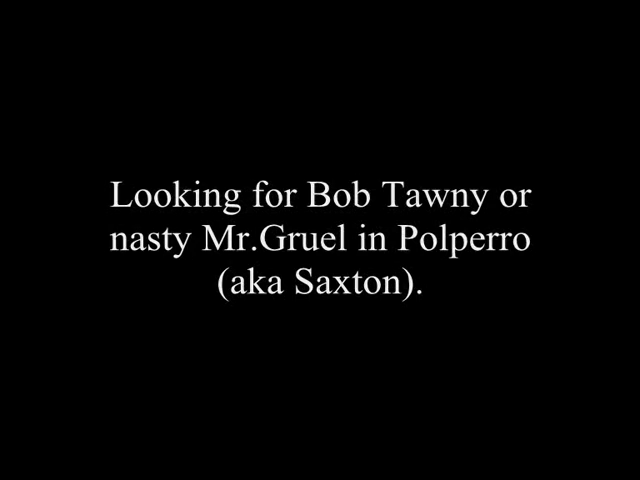 Looking for Bob Tawny or
nasty Mr.Gruel in Polperro
(aka Saxton).